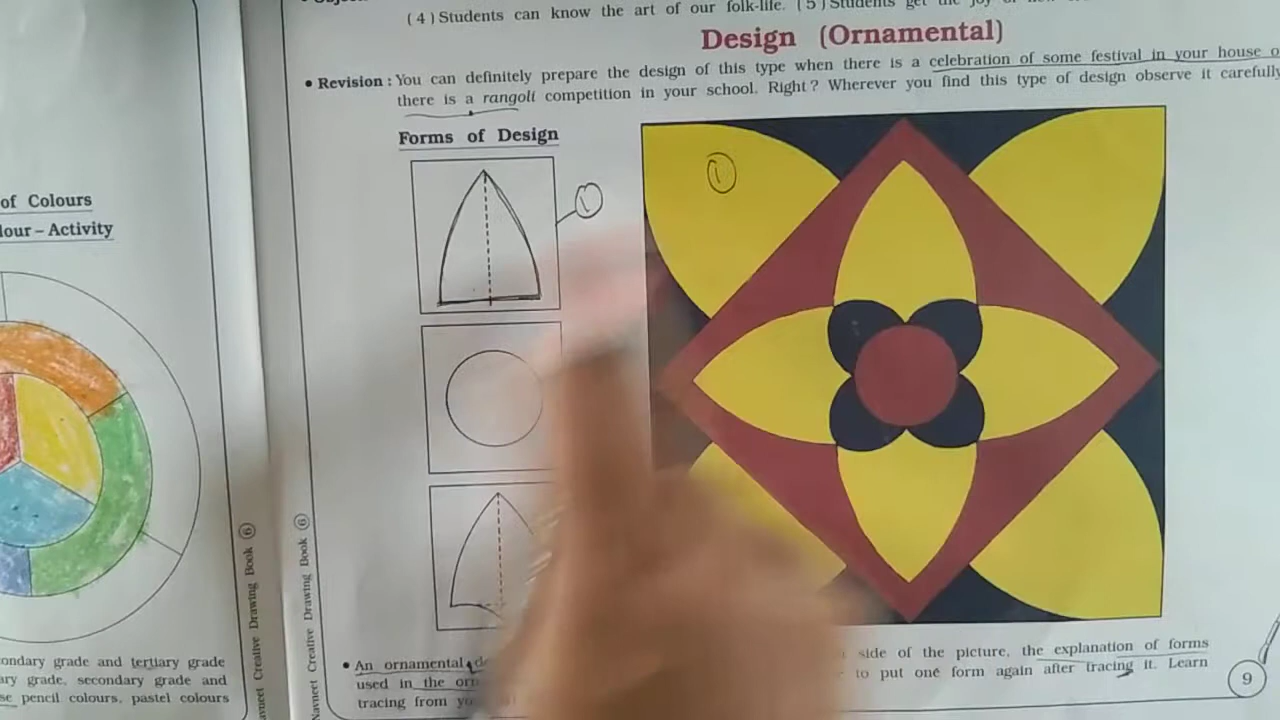 (4) Students can know the art of our folk-life. (5) Students get the joy
Design (Ornamental)
• Revision : You can definitely prepare the design of this type when there is a celebration of some festival in your house
there is a rangoli competition in your school. Right? Wherever you find this type of design observe it carefully
Forms of Design
1
1
of Colours
lour – Activity
Navneet Creative Drawing Book 6
Navneet Creative Drawing Book 6
ondary grade and tertiary grade
ary grade, secondary grade and
se pencil colours, pastel colours
• An ornamental
side of the picture, the explanation of forms
used in the
to put one form again after tracing it. Learn
tracing from
9